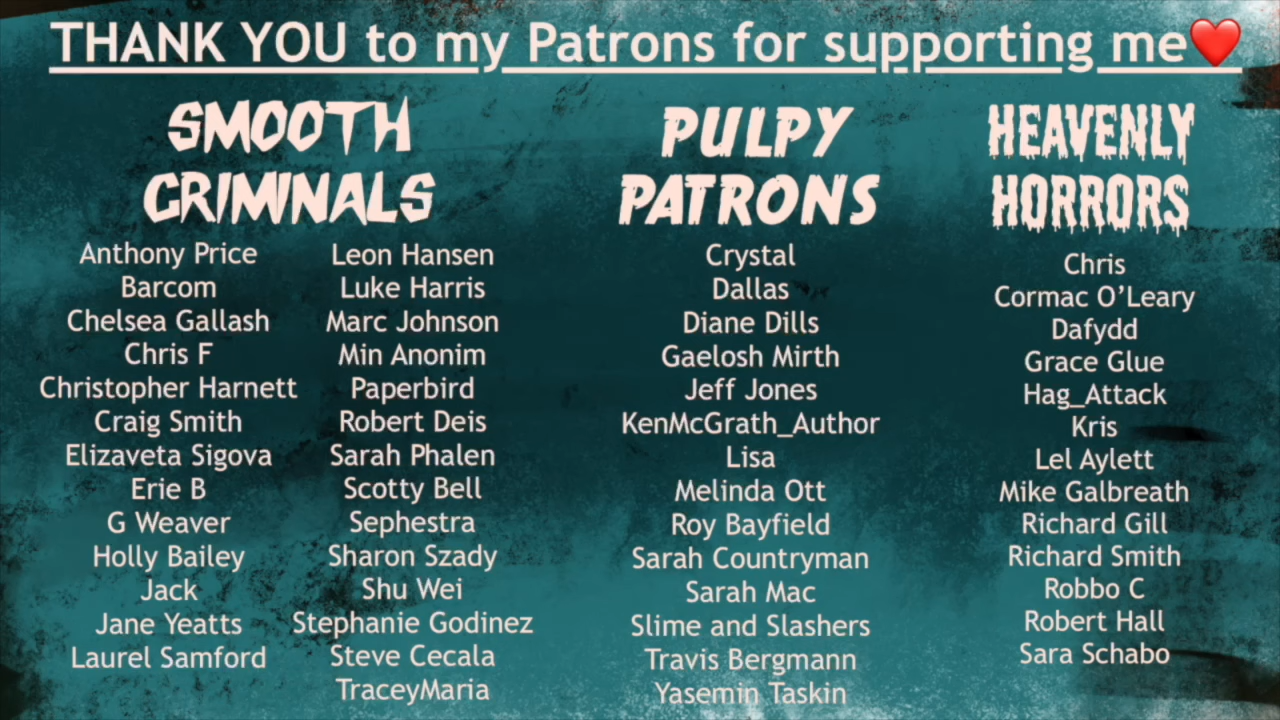 THANK YOU to my Patrons for supporting me❤️
SMOOTH
CRIMINALS
Anthony Price
Barcom
Chelsea Gallash
Chris F
Christopher Harnett
Craig Smith
Elizaveta Sigova
Erie B
G Weaver
Holly Bailey
Jack
Jane Yeatts
Laurel Samford
Leon Hansen
Luke Harris
Marc Johnson
Min Anonim
Paperbird
Robert Deis
Sarah Phalen
Scotty Bell
Sephestra
Sharon Szady
Shu Wei
Stephanie Godinez
Steve Cecala
TraceyMaria
PULPY
PATRONS
Crystal
Dallas
Diane Dills
Gaelosh Mirth
Jeff Jones
KenMcGrath_Author
Lisa
Melinda Ott
Roy Bayfield
Sarah Countryman
Sarah Mac
Slime and Slashers
Travis Bergmann
Yasemin Taskin
HEAVENLY
HORRORS
Chris
Cormac O’Leary
Dafydd
Grace Glue
Hag_Attack
Kris
Lel Aylett
Mike Galbreath
Richard Gill
Richard Smith
Robbo C
Robert Hall
Sara Schabo